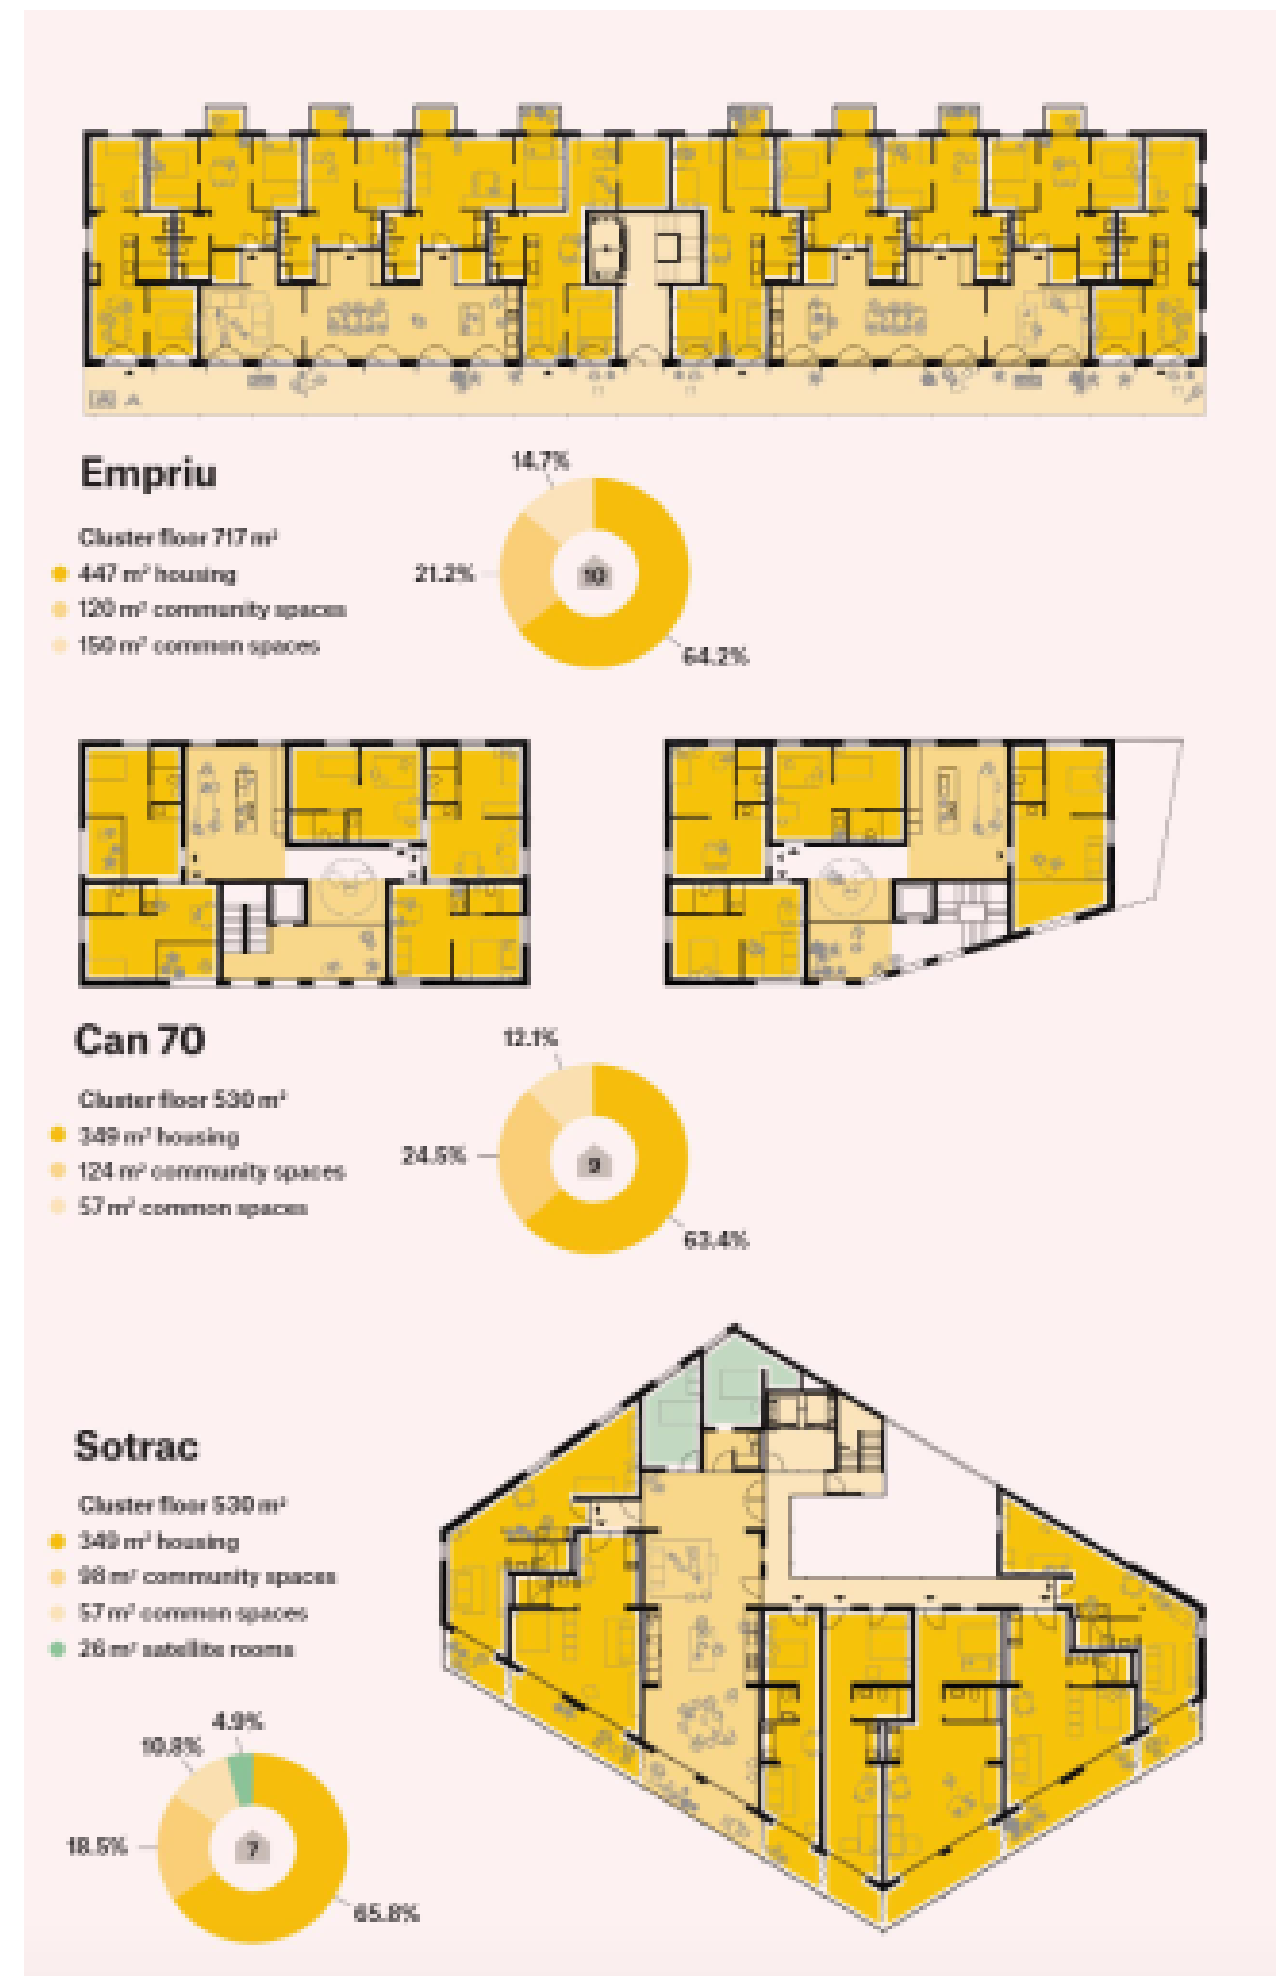 Empriu
Cluster floor 717 m²
447 m² housing
120 m² community spaces
150 m² common spaces
14.7%
21.2%
10
64.2%
Can 70
Cluster floor 530 m²
349 m² housing
124 m² community spaces
57 m² common spaces
12.1%
24.5%
9
63.4%
Sotrac
Cluster floor 530 m²
349 m² housing
98 m² community spaces
57 m² common spaces
26 m² satellite rooms
4.9%
10.8%
18.5%
7
65.8%